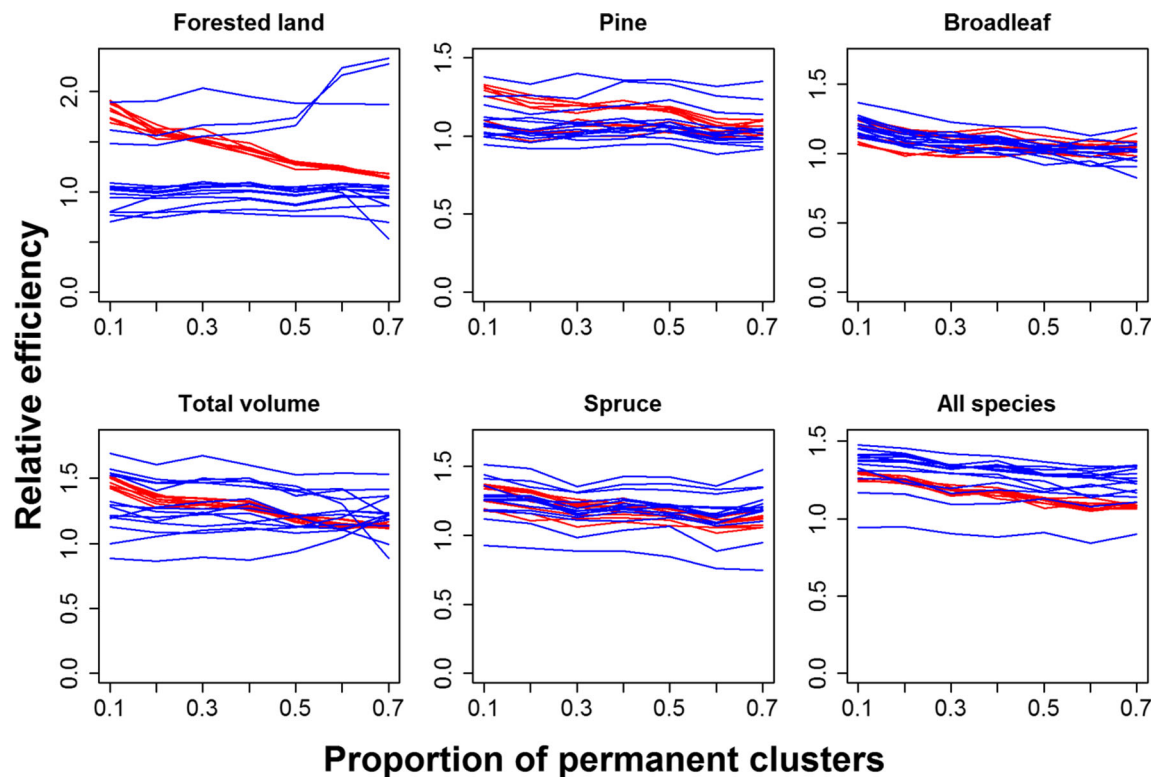 Forested land
Pine
Broadleaf
0.0 1.0 2.0
0.0 0.5 1.0 1.5
0.0 0.5 1.0 1.5
0.1 0.3 0.5 0.7
0.1 0.3 0.5 0.7
0.1 0.3 0.5 0.7
Relative efficiency
Total volume
Spruce
All species
0.0 0.5 1.0 1.5
0.0 0.5 1.0 1.5
0.0 0.5 1.0 1.5
0.1 0.3 0.5 0.7
0.1 0.3 0.5 0.7
0.1 0.3 0.5 0.7
Proportion of permanent clusters